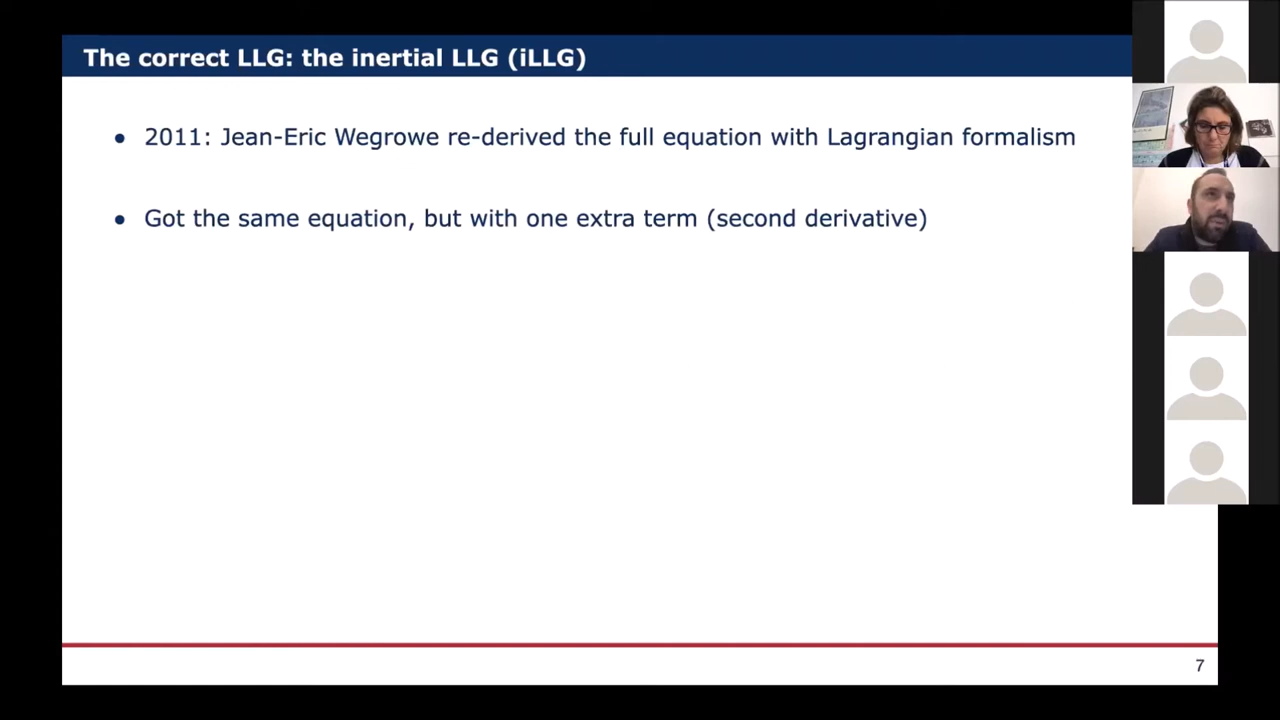 The correct LLG: the inertial LLG (iLLG)
● 2011: Jean-Eric Wegrowe re-derived the full equation with Lagrangian formalism
● Got the same equation, but with one extra term (second derivative)
7